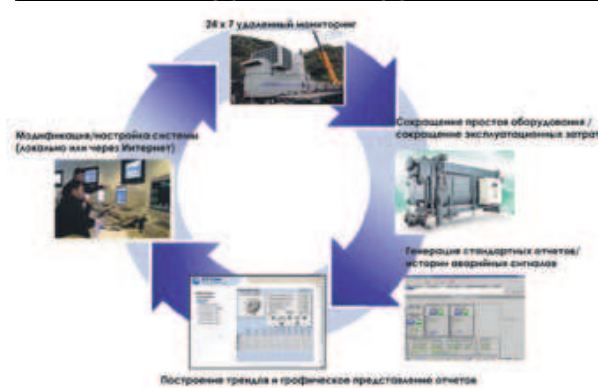 24 x 7 удаленный мониторинг
Сокращение простоя оборудования /
сокращение эксплуатационных затрат
Модификация/настройка системы
(локально или через Интернет)
Генерация стандартных отчетов/
истории аварийных сигналов
Построение трендов и графическое представление отчетов